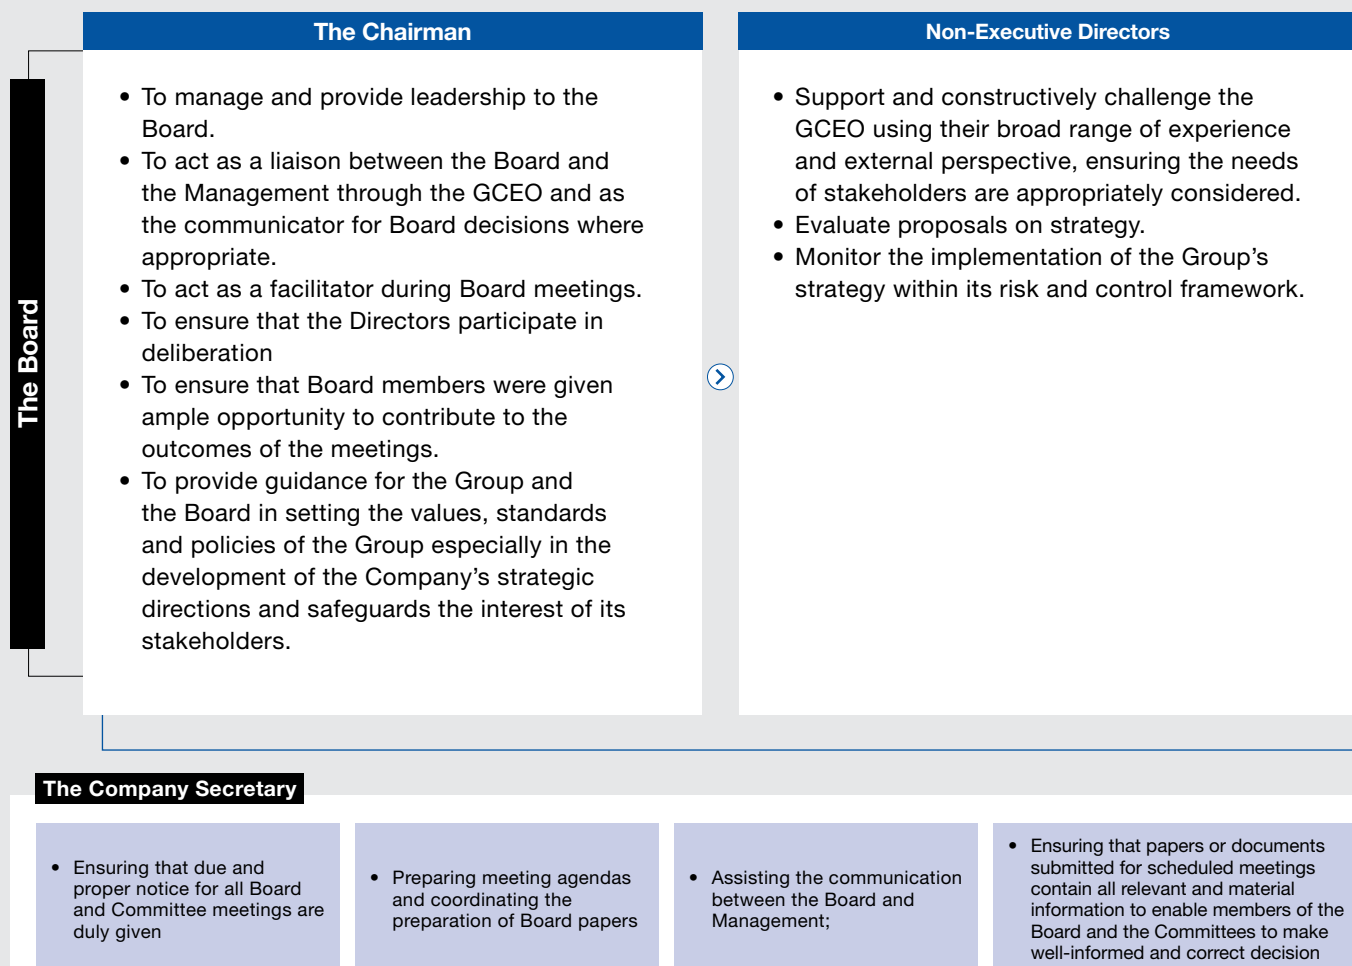 The Board
The Chairman
• To manage and provide leadership to the
Board.
• To act as a liaison between the Board and
the Management through the GCEO and as
the communicator for Board decisions where
appropriate.
• To act as a facilitator during Board meetings.
• To ensure that the Directors participate in
deliberation
• To ensure that Board members were given
ample opportunity to contribute to the
outcomes of the meetings.
• To provide guidance for the Group and
the Board in setting the values, standards
and policies of the Group especially in the
development of the Company’s strategic
directions and safeguards the interest of its
stakeholders.
Non-Executive Directors
• Support and constructively challenge the
GCEO using their broad range of experience
and external perspective, ensuring the needs
of stakeholders are appropriately considered.
• Evaluate proposals on strategy.
• Monitor the implementation of the Group’s
strategy within its risk and control framework.
The Company Secretary
• Ensuring that due and
proper notice for all Board
and Committee meetings are
duly given
• Preparing meeting agendas
and coordinating the
preparation of Board papers
• Assisting the communication
between the Board and
Management;
• Ensuring that papers or documents
submitted for scheduled meetings
contain all relevant and material
information to enable members of the
Board and the Committees to make
well-informed and correct decision